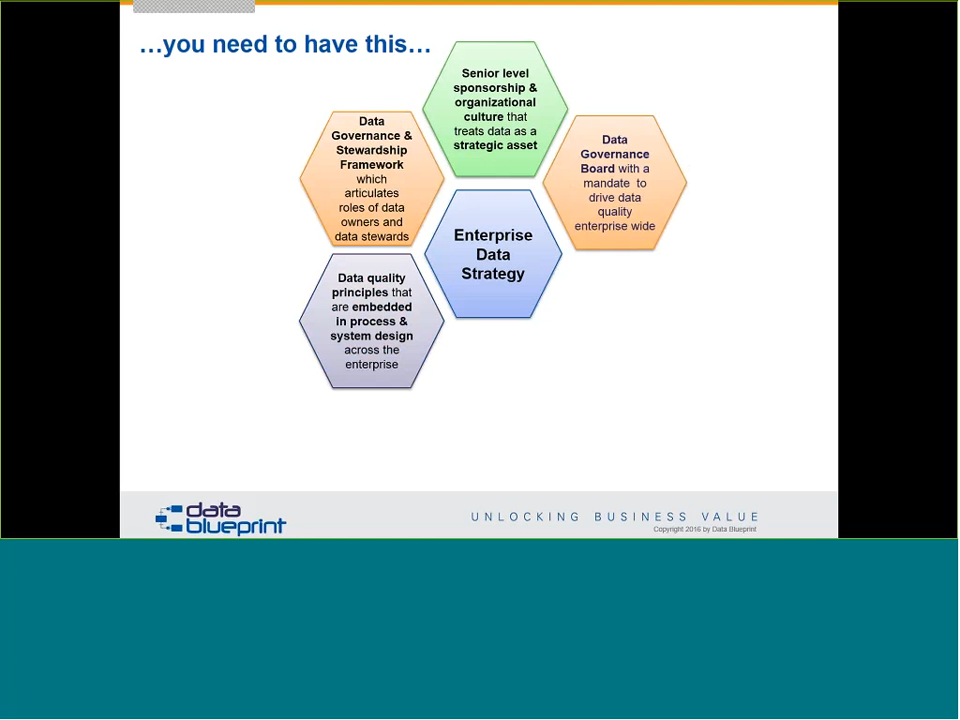 ...you need to have this...
Senior level
sponsorship &
organizational
culture that
treats data as a
strategic asset
Data
Governance &
Stewardship
Framework
which
articulates
roles of data
owners and
data stewards
Data
Governance
Board with a
mandate to
drive data
quality
enterprise wide
Enterprise
Data
Strategy
Data quality
principles that
are embedded
in process &
system design
across the
enterprise
data
blueprint
UNLOCKING BUSINESS VALUE
Copyright 2016 by Data Blueprint